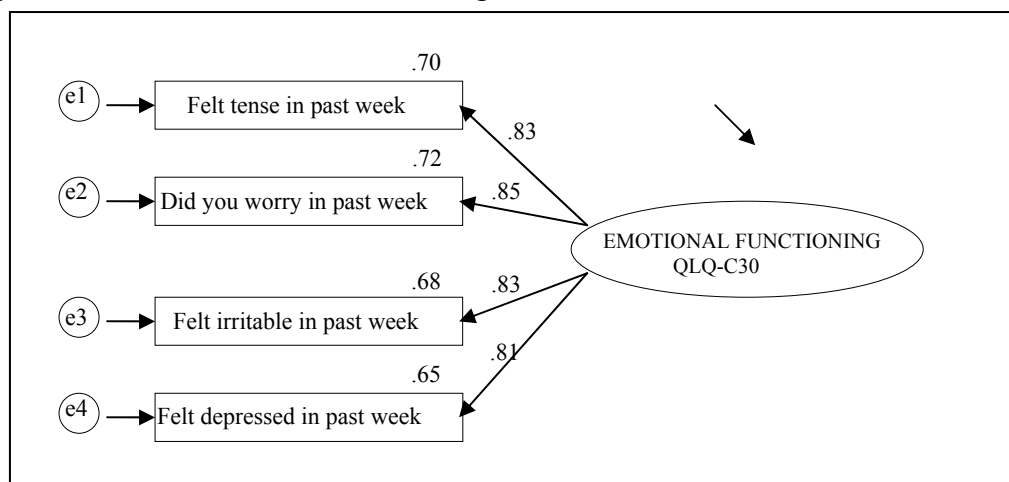 .70
e1
Felt tense in past week
.83
.72
e2
Did you worry in past week
.85
EMOTIONAL FUNCTIONING
QLQ-C30
.68
e3
Felt irritable in past week
.83
.81
.65
e4
Felt depressed in past week